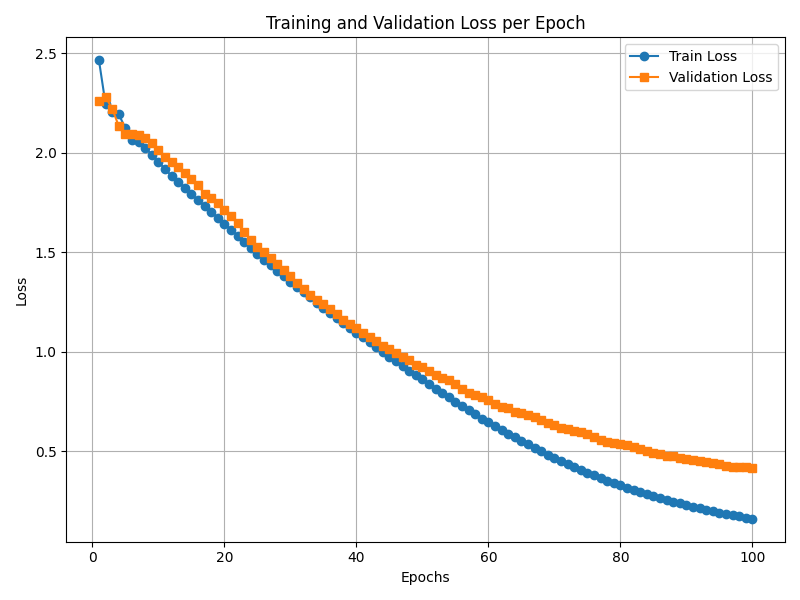 Training and Validation Loss per Epoch
Train Loss
Validation Loss
2.5
2.0
1.5
1.0
0.5
Loss
0 20 40 60 80 100
Epochs